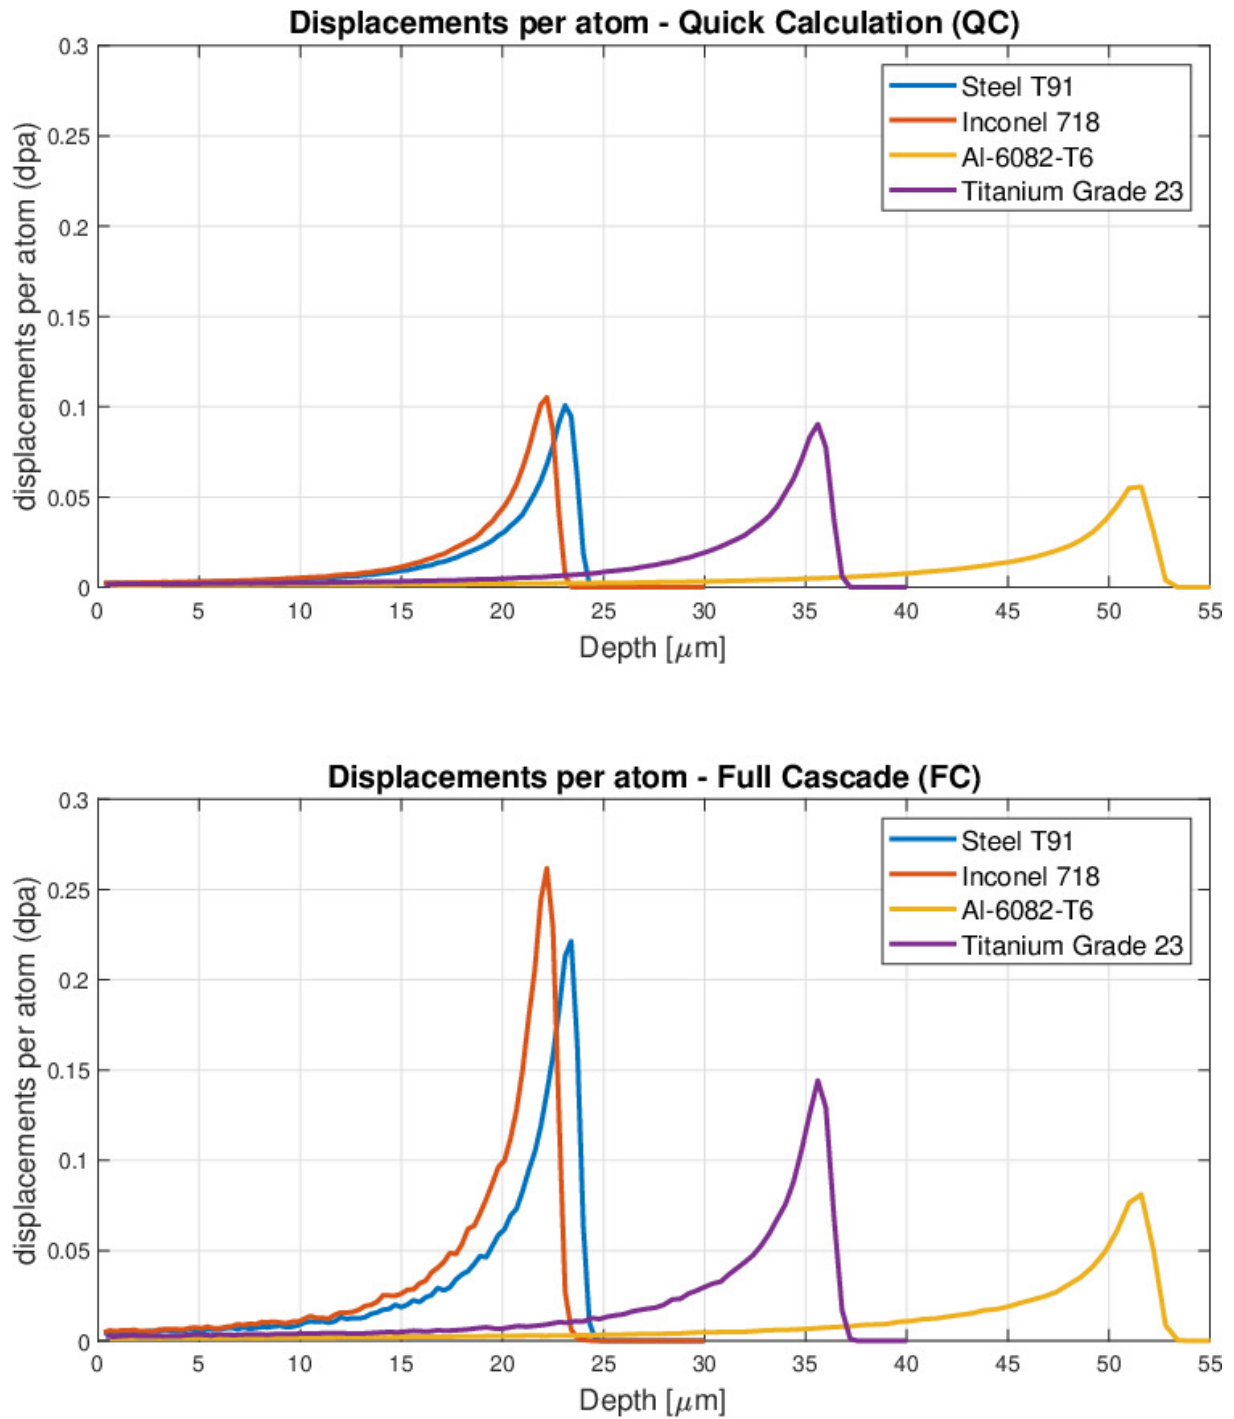 Displacements per atom - Quick Calculation (QC)
displacements per atom (dpa)
0.3
0.25
0.2
0.15
0.1
0.05
0
Steel T91
Inconel 718
Al-6082-T6
Titanium Grade 23
0 5 10 15 20 25 30 35 40 45 50 55
Depth [μm]
Displacements per atom - Full Cascade (FC)
displacements per atom (dpa)
0.3
0.25
0.2
0.15
0.1
0.05
0
Steel T91
Inconel 718
Al-6082-T6
Titanium Grade 23
0 5 10 15 20 25 30 35 40 45 50 55
Depth [μm]